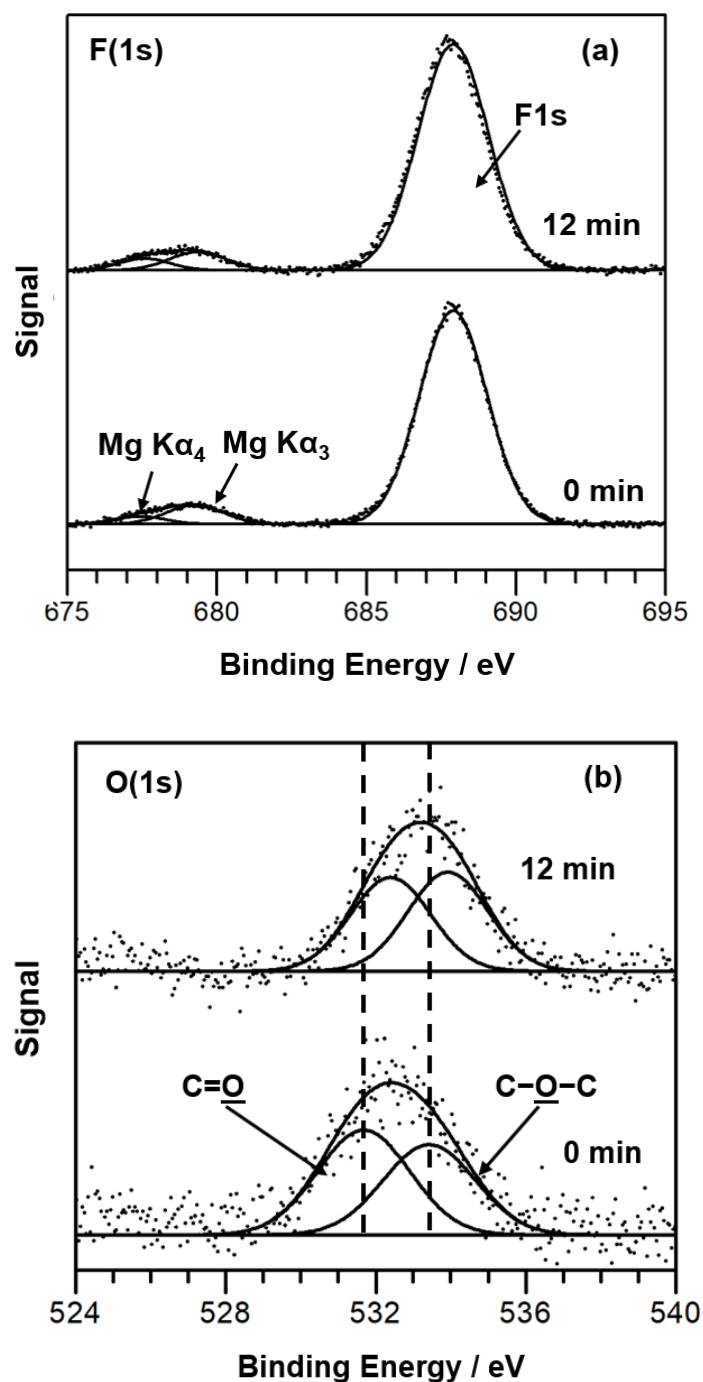 F(1s)
(a)
F1s
12 min
Mg Kα₄
Mg Kα₃
0 min
Signal
675
680
685
690
695
Binding Energy / eV
O(1s)
(b)
12 min
C=O
C−O−C
0 min
Signal
524
528
532
536
540
Binding Energy / eV